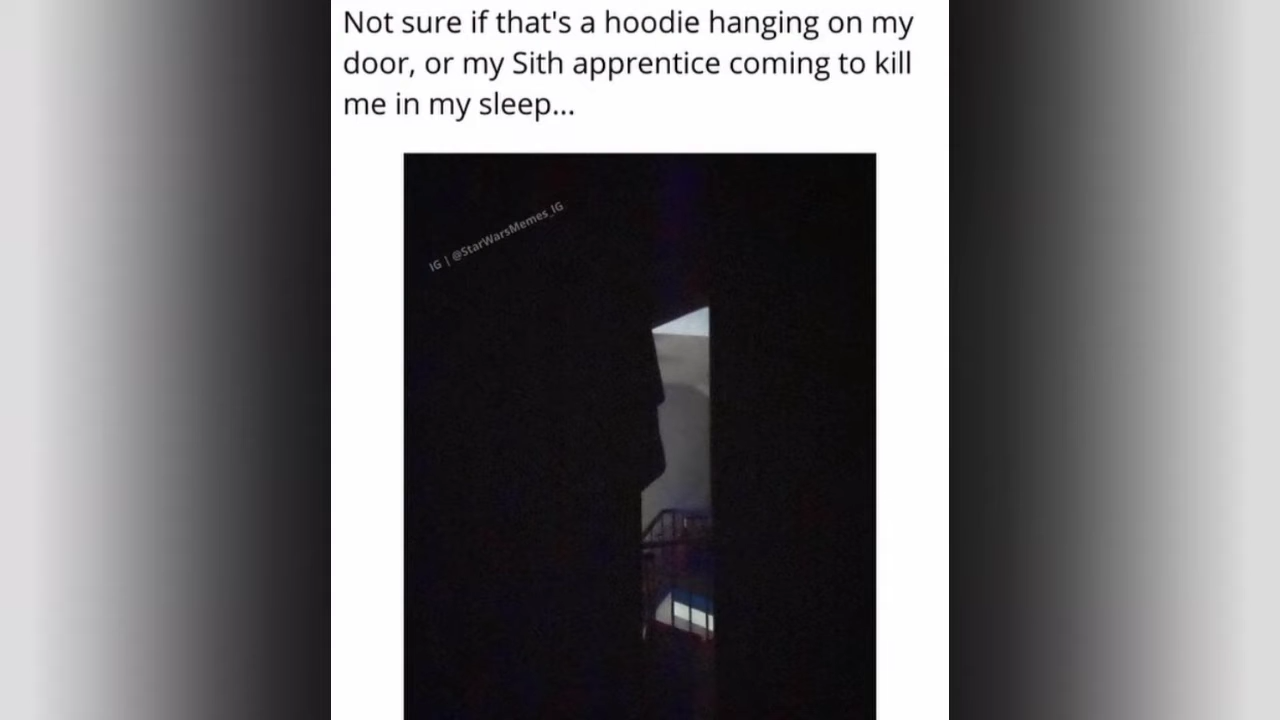 Not sure if that's a hoodie hanging on my
door, or my Sith apprentice coming to kill
me in my sleep...
IG | @StarWarsMemes_IG